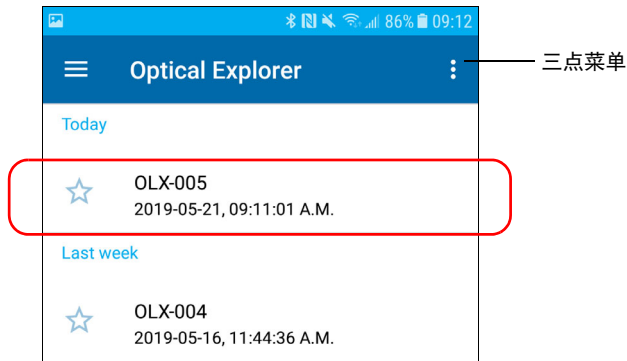 86% 09:12
Optical Explorer
三点菜单
Today
OLX-005
2019-05-21, 09:11:01 A.M.
Last week
OLX-004
2019-05-16, 11:44:36 A.M.